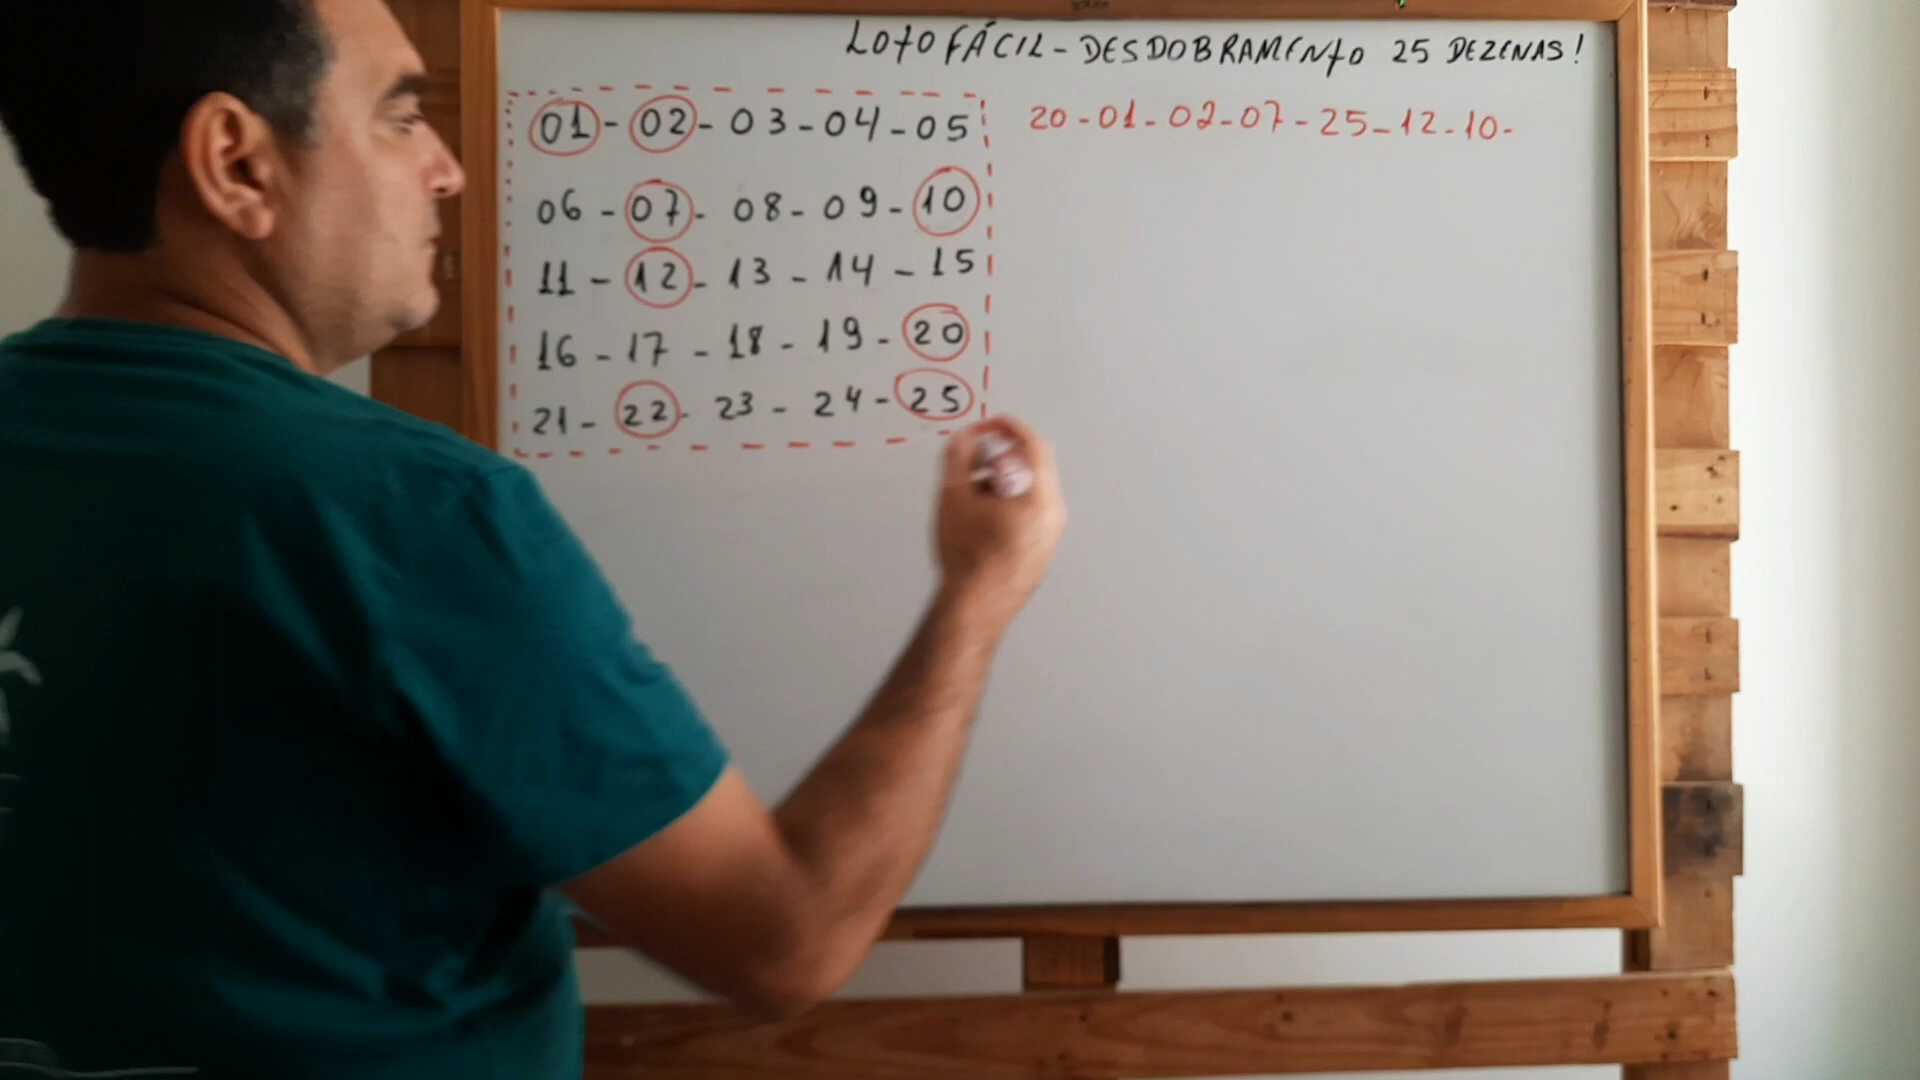 LOTOFÁCIL - DESDOBRAMENTO 25 DEZENAS!
01 - 02 - 03 - 04 - 05
20 - 01 - 02 - 07 - 25 - 12 - 10 -
06 - 07 - 08 - 09 - 10
11 - 12 - 13 - 14 - 15
16 - 17 - 18 - 19 - 20
21 - 22 - 23 - 24 - 25